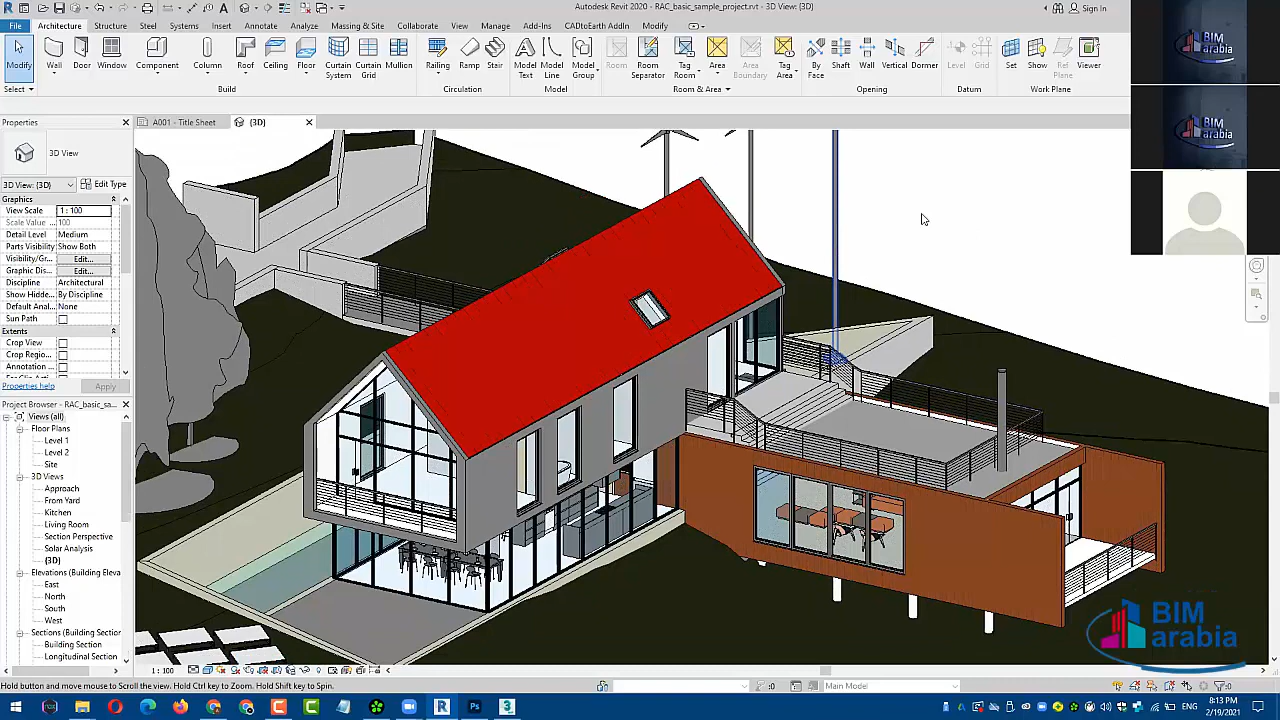 Autodesk Revit 2020 - RAC_basic_sample_project.rvt - 3D View: {3D}
Sign In
File Architecture Structure Steel Systems Insert Annotate Analyze Massing & Site Collaborate View Manage Add-Ins CADtoEarth AddIn Modify
Modify Wall Door Window Component Column Roof Ceiling Floor Curtain System Curtain Grid Mullion Railing Ramp Stair Model Text Model Line Model Group Room Room Separator Tag Room Area Area Boundary Tag Area By Face Shaft Wall Vertical Dormer Level Grid Set Show Ref Plane Viewer
Select Build Circulation Model Room & Area Opening Datum Work Plane
BIM
arabia
BIM
arabia
Properties
A001 - Title Sheet
{3D}
3D View
3D View: {3D}
Edit Type
Graphics
View Scale 1 : 100
Scale Value 100
Detail Level Medium
Parts Visibility Show Both
Visibility/Gr Edit...
Graphic Dis Edit...
Discipline Architectural
Show Hidde By Discipline
Default Anal None
Sun Path
Extents
Crop View
Crop Regio
Annotation
Properties help
Apply
Project Browser - RAC_basic_sa...
Views (all)
Floor Plans
Level 1
Level 2
Site
3D Views
Approach
From Yard
Kitchen
Living Room
Section Perspective
Solar Analysis
{3D}
Elevations (Building Eleva
East
North
South
West
Sections (Building Section
Building Section
Longitudinal Section
BIM
arabia
1 : 100
Hold button and move mouse to Scroll the view. Hold Ctrl key to Zoom. Hold Shift key to Spin.
:0
Main Model
:0
ENG
8:13 PM
2/19/2021